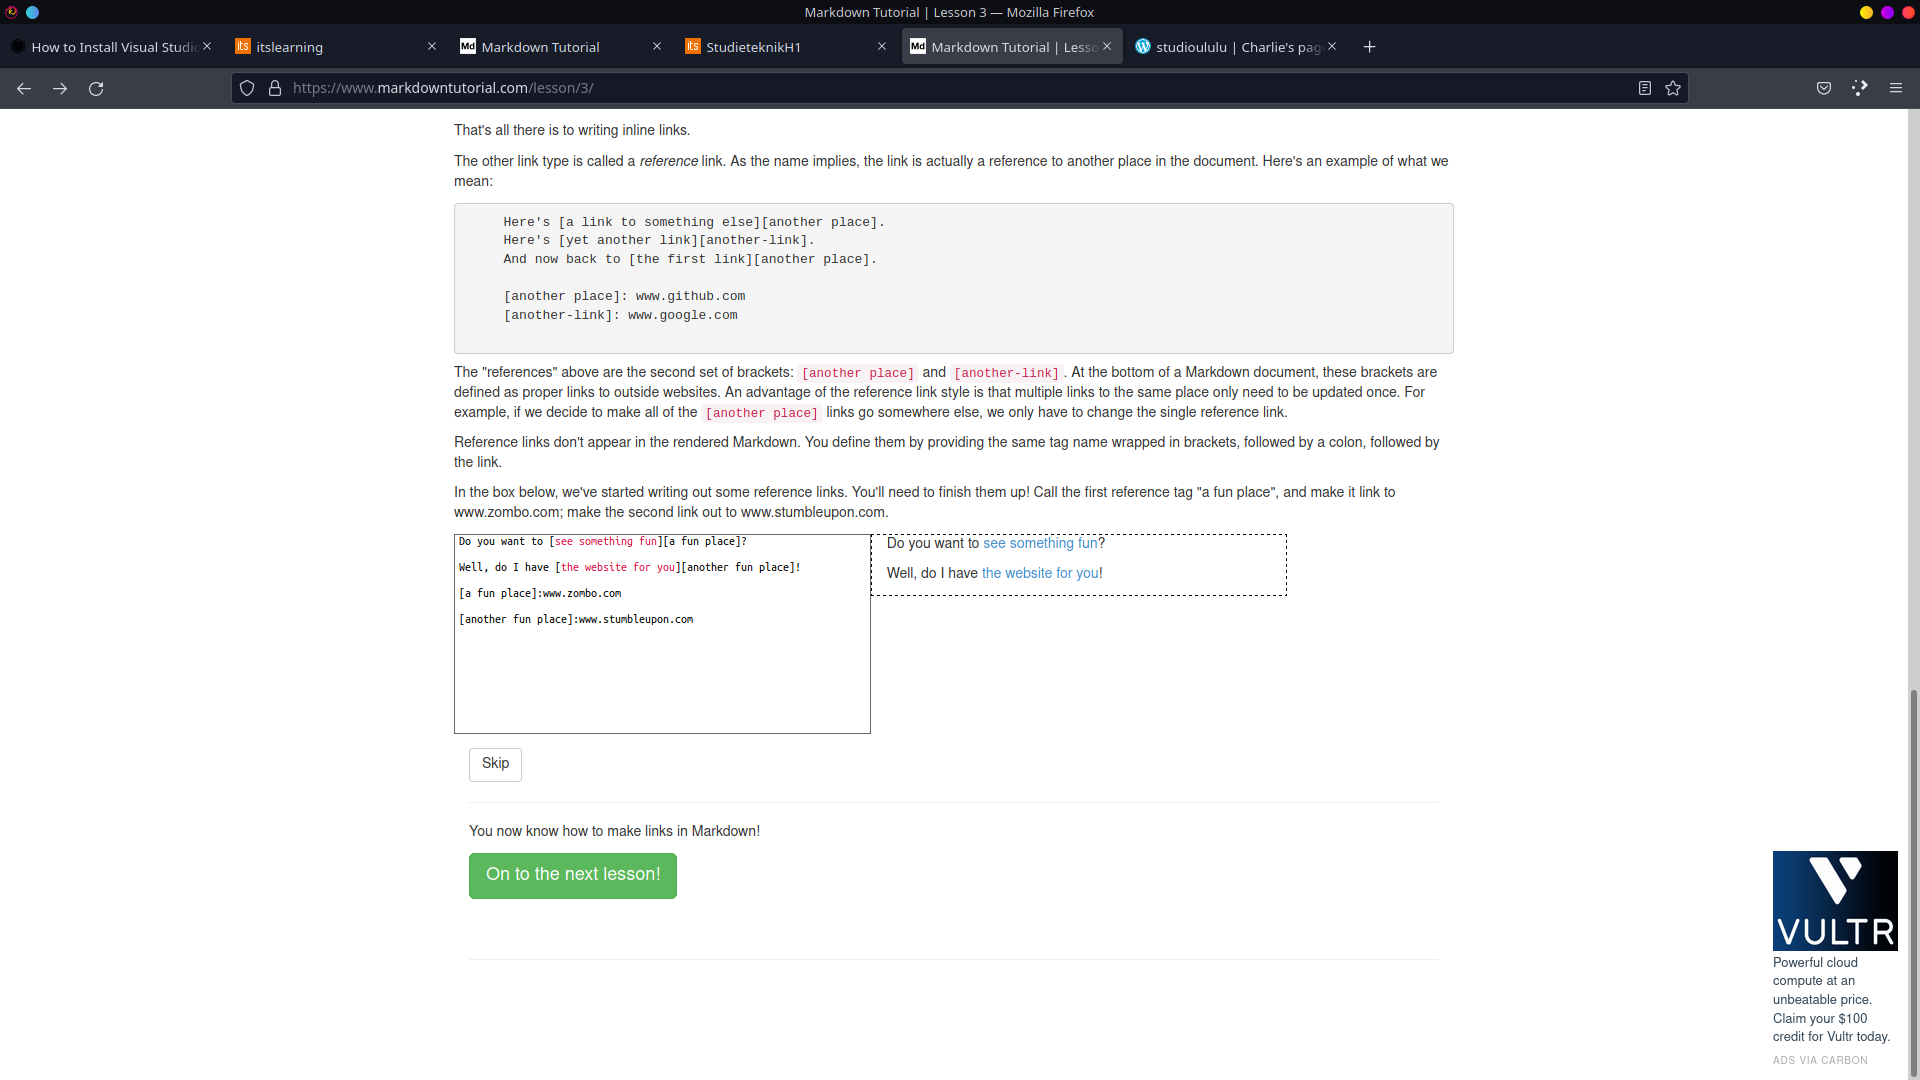 Markdown Tutorial | Lesson 3 — Mozilla Firefox
How to Install Visual Studio
itslearning
Markdown Tutorial
StudieteknikH1
Markdown Tutorial | Lesso
studioululu | Charlie's pag
https://www.markdowntutorial.com/lesson/3/
That's all there is to writing inline links.
The other link type is called a reference link. As the name implies, the link is actually a reference to another place in the document. Here's an example of what we
mean:
Here's [a link to something else][another place].
Here's [yet another link][another-link].
And now back to [the first link][another place].
[another place]: www.github.com
[another-link]: www.google.com
The "references" above are the second set of brackets: [another place] and [another-link]. At the bottom of a Markdown document, these brackets are
defined as proper links to outside websites. An advantage of the reference link style is that multiple links to the same place only need to be updated once. For
example, if we decide to make all of the [another place] links go somewhere else, we only have to change the single reference link.
Reference links don't appear in the rendered Markdown. You define them by providing the same tag name wrapped in brackets, followed by a colon, followed by
the link.
In the box below, we've started writing out some reference links. You'll need to finish them up! Call the first reference tag "a fun place", and make it link to
www.zombo.com; make the second link out to www.stumbleupon.com.
Do you want to [see something fun][a fun place]?
Well, do I have [the website for you][another fun place]!
[a fun place]:www.zombo.com
[another fun place]:www.stumbleupon.com
Do you want to see something fun?
Well, do I have the website for you!
Skip
You now know how to make links in Markdown!
On to the next lesson!
VULTR
Powerful cloud
compute at an
unbeatable price.
Claim your $100
credit for Vultr today.
ADS VIA CARBON